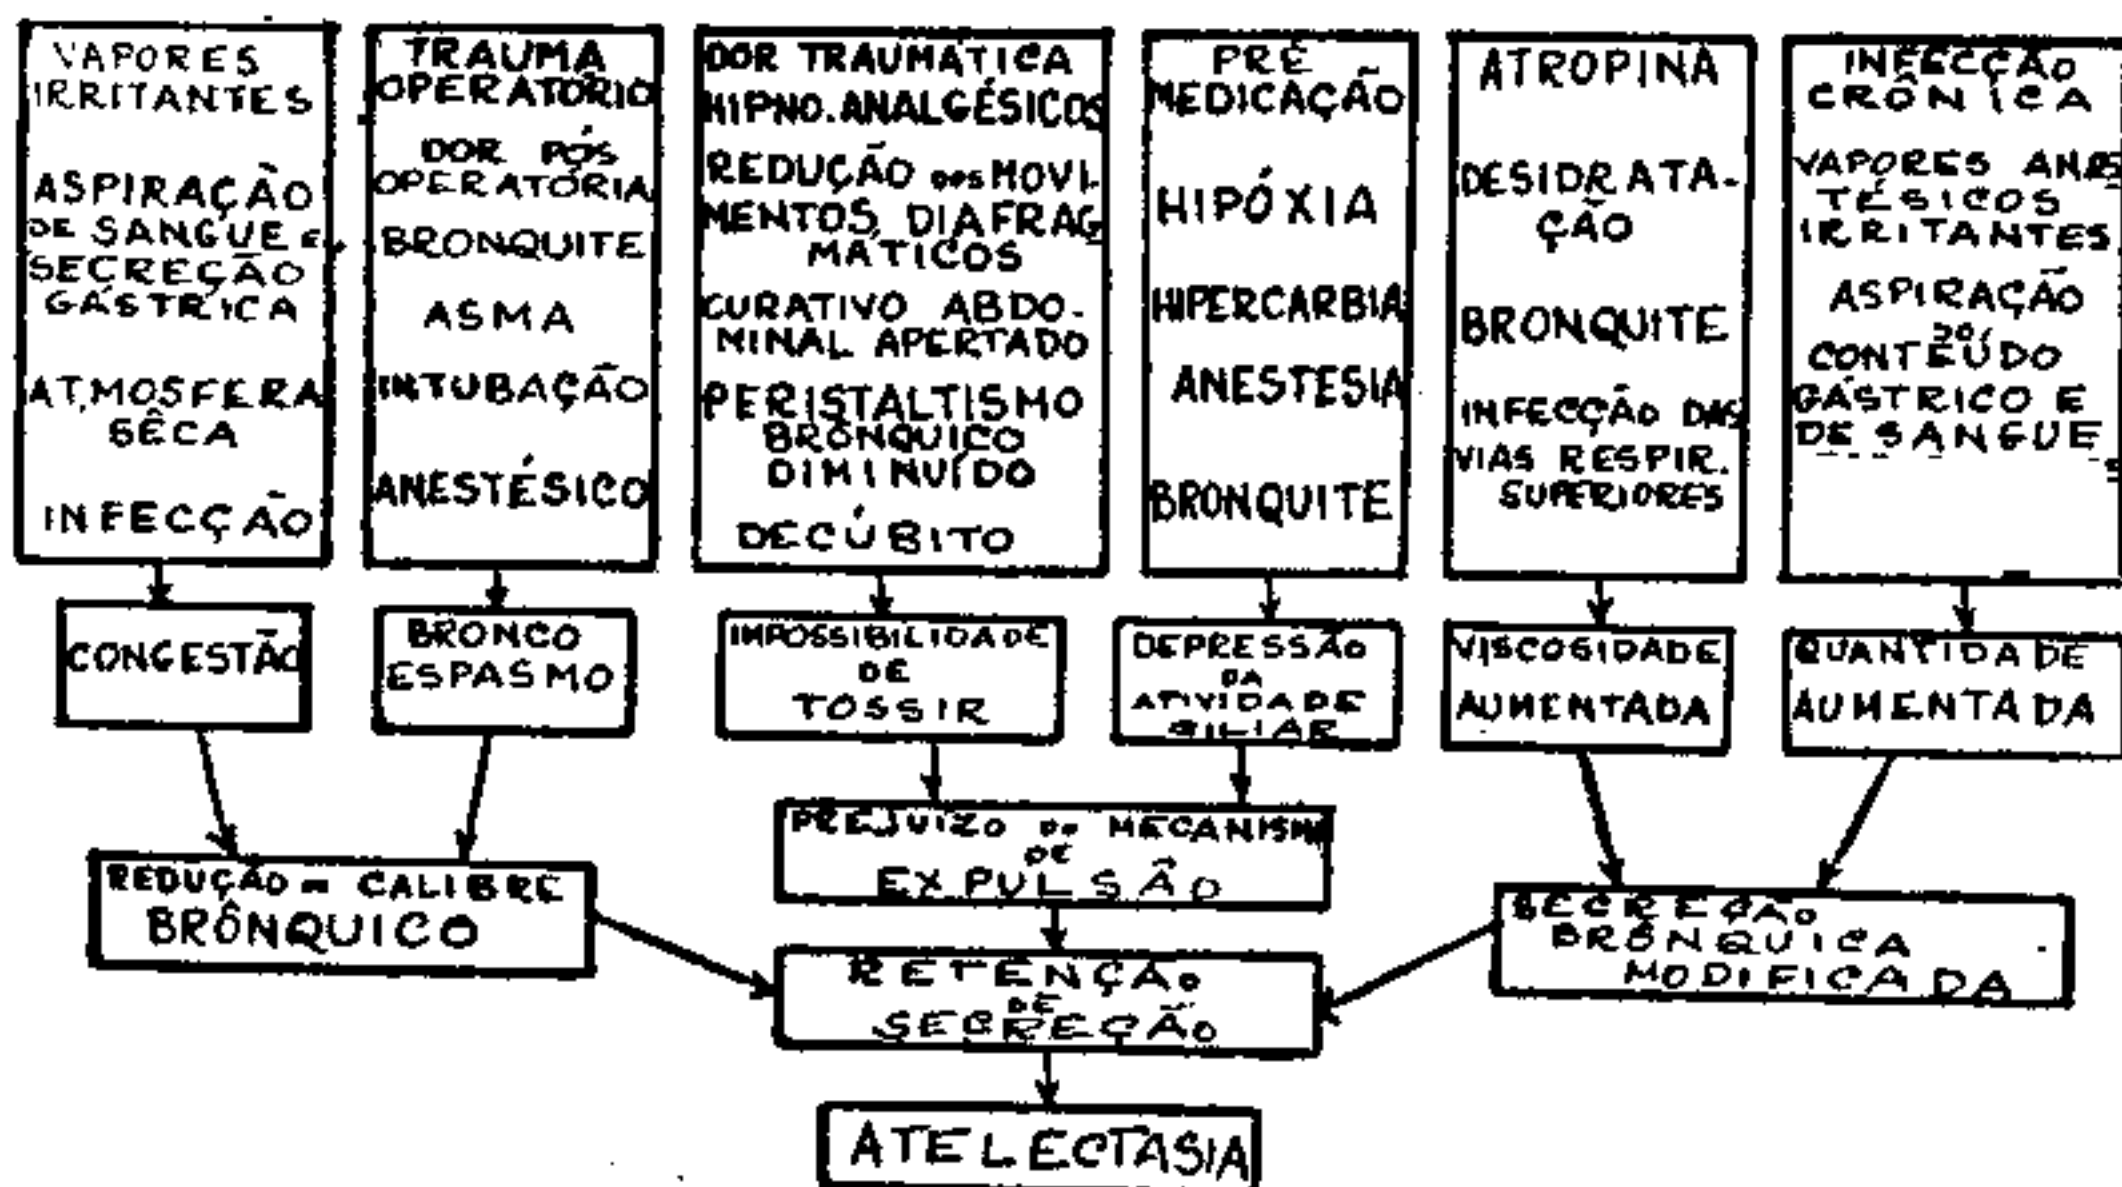 VAPORES
IRRITANTES
ASPIRAÇÃO
DE SANGUE E
SECREÇÃO
GÁSTRICA
ATMOSFERA
SÊCA
INFECÇÃO
TRAUMA
OPERATÓRIO
DOR PÓS
OPERATÓRIA
BRONQUITE
ASMA
INTUBAÇÃO
ANESTÉSICO
DOR TRAUMÁTICA
HIPNO.ANALGÉSICOS
REDUÇÃO DOS MOVI-
MENTOS DIAFRAG
MÁTICOS
CURATIVO ABDO-
MINAL APERTADO
PERISTALTISMO
BRÔNQUICO
DIMINUÍDO
DECÚBITO
PRÉ
MEDICAÇÃO
HIPÓXIA
HIPERCARBIA
ANESTESIA
BRONQUITE
ATROPINA
DESIDRATA-
ÇÃO
BRONQUITE
INFECÇÃO DAS
VIAS RESPIR.
SUPERIORES
INFECÇÃO
CRÔNICA
VAPORES ANES
TÉSICOS
IRRITANTES
ASPIRAÇÃO
DO
CONTEÚDO
GÁSTRICO E
DE SANGUE
CONGESTÃO
BRONCO
ESPASMO
IMPOSSIBILIDADE
DE
TOSSIR
DEPRESSÃO
DA
ATIVIDADE
CILIAR
VISCOSIDADE
AUMENTADA
QUANTIDADE
AUMENTADA
REDUÇÃO CALIBRE
BRÔNQUICO
PREJUIZO DO MECANISMO
DE
EXPULSÃO
SECREÇÃO
BRÔNQUICA
MODIFICADA
RETENÇÃO
DE
SECREÇÃO
ATELECTASIA